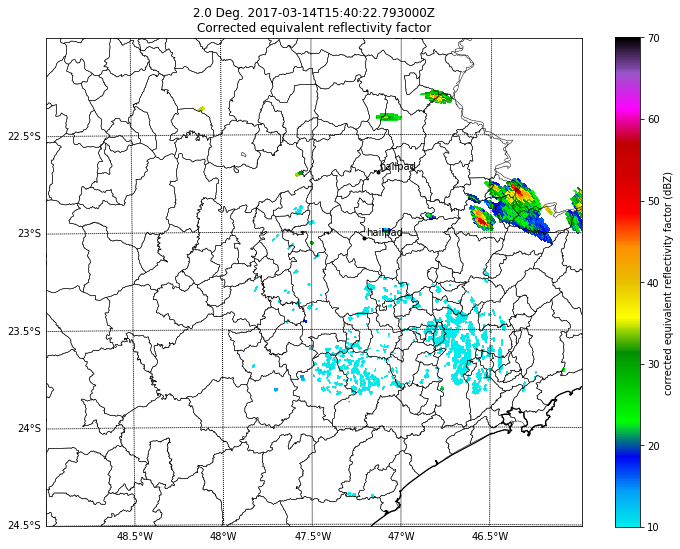 2.0 Deg. 2017-03-14T15:40:22.793000Z
Corrected equivalent reflectivity factor
70
60
50
40
30
20
10
corrected equivalent reflectivity factor (dBZ)
22.5°S
23°S
23.5°S
24°S
24.5°S
hailpad
hailpad
48.5°W
48°W
47.5°W
47°W
46.5°W